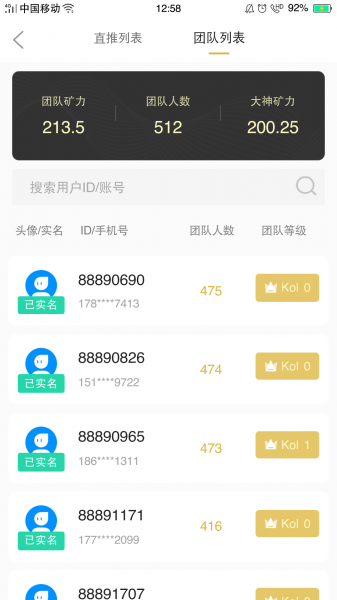 中国移动 12:58 92%
直推列表 团队列表
团队矿力 团队人数 大神矿力
213.5 512 200.25
搜索用户ID/账号
头像/实名 ID/手机号 团队人数 团队等级
88890690
475 Kol 0
已实名 178****7413
88890826
474 Kol 0
已实名 151****9722
88890965
473 Kol 1
已实名 186****1311
88891171
416 Kol 0
已实名 177****2099
88891707